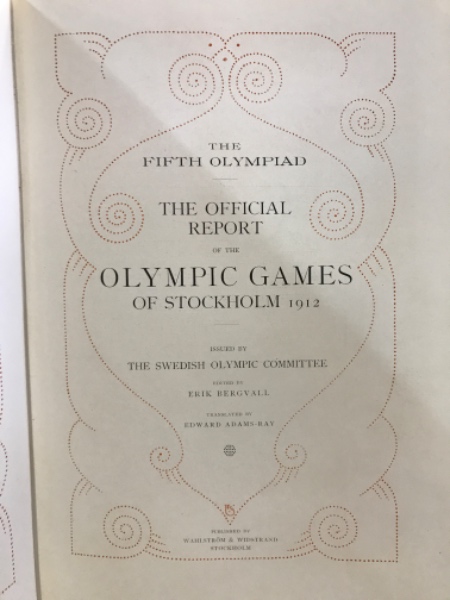 THE
FIFTH OLYMPIAD
THE OFFICIAL
REPORT
OF THE
OLYMPIC GAMES
OF STOCKHOLM 1912
ISSUED BY
THE SWEDISH OLYMPIC COMMITTEE
EDITED BY
ERIK BERGVALL
TRANSLATED BY
EDWARD ADAMS-RAY
PUBLISHED BY
WAHLSTRÖM & WIDSTRAND
STOCKHOLM